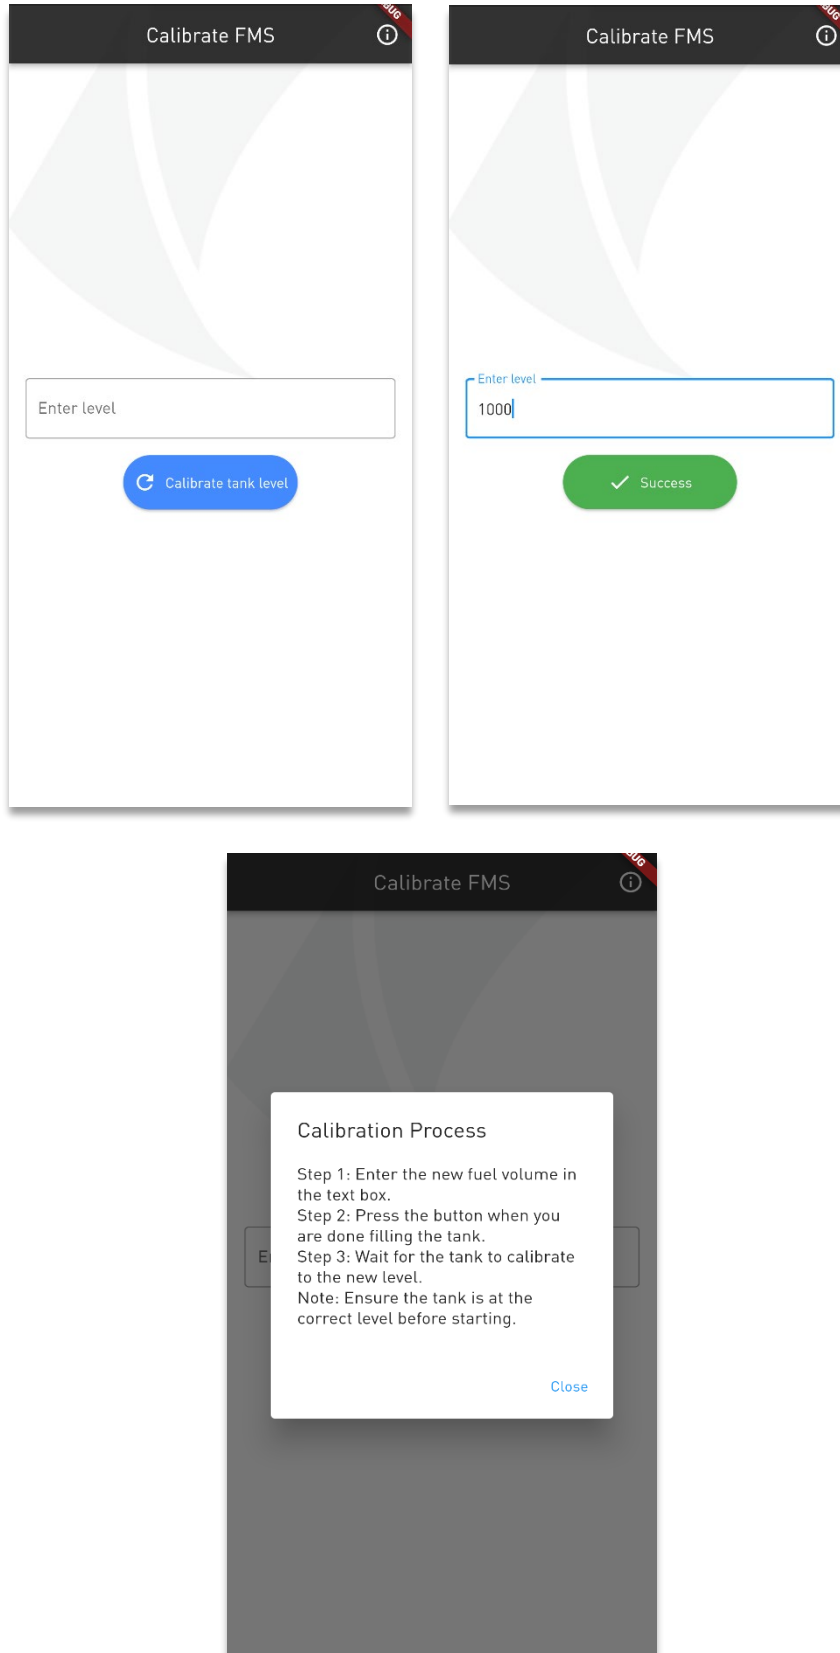 Calibrate FMS
Enter level
Calibrate tank level
Calibrate FMS
Enter level
1000
Success
Calibrate FMS
Calibration Process
Step 1: Enter the new fuel volume in
the text box.
Step 2: Press the button when you
are done filling the tank.
Step 3: Wait for the tank to calibrate
to the new level.
Note: Ensure the tank is at the
correct level before starting.
Close